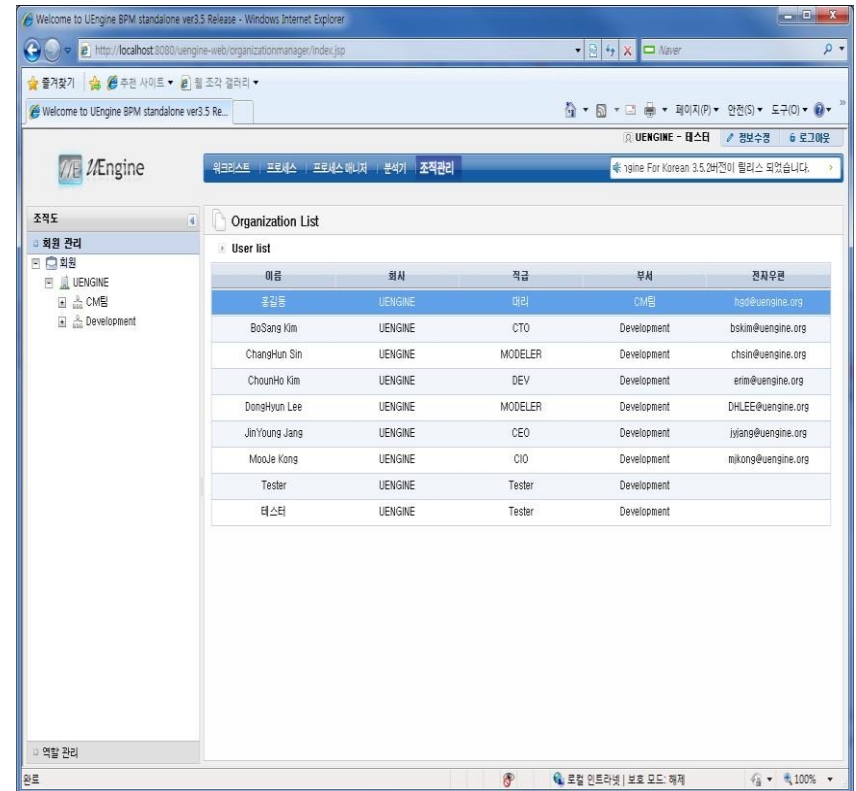 Welcome to UEngine BPM standalone ver3.5 Release - Windows Internet Explorer
http://localhost:8080/uengine-web/organizationmanager/index.jsp
Naver
즐겨찾기 추천 사이트 웹 조각 갤러리
Welcome to UEngine BPM standalone ver3.5 Re...
페이지(P) 안전(S) 도구(O)
UENGINE - 테스터 정보수정 로그아웃
UEngine
워크리스트 프로세스 프로세스 매니저 분석기 조직관리
ngine For Korean 3.5.2버전이 릴리스 되었습니다.
조직도
회원 관리
회원
UENGINE
CM팀
Development
Organization List
User list
이름 회사 직급 부서 전자우편
홍길동 UENGINE 대리 CM팀 hgd@uengine.org
BoSang Kim UENGINE CTO Development bskim@uengine.org
ChangHun Sin UENGINE MODELER Development chsin@uengine.org
ChounHo Kim UENGINE DEV Development erim@uengine.org
DongHyun Lee UENGINE MODELER Development DHLEE@uengine.org
JinYoung Jang UENGINE CEO Development jyjang@uengine.org
MooJe Kong UENGINE CIO Development mjkong@uengine.org
Tester UENGINE Tester Development
테스터 UENGINE Tester Development
역할 관리
완료
로컬 인트라넷 | 보호 모드: 해제
100%